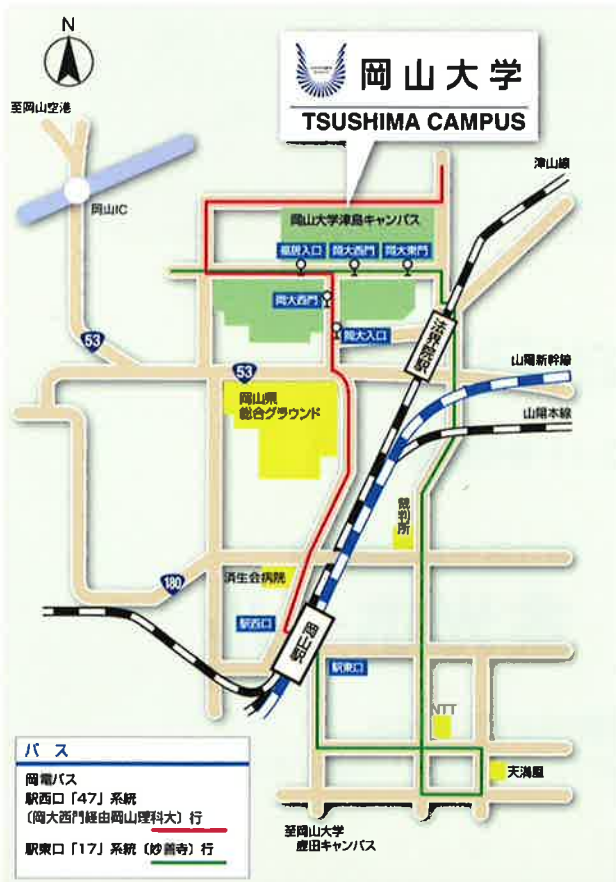 N
岡山大学
TSUSHIMA CAMPUS
至岡山空港
津山線
岡山IC
岡山大学津島キャンパス
福居入口
岡大西門
岡大東門
岡大西門
岡大入口
法界院駅
53
53
山陽新幹線
岡山県
総合グラウンド
山陽本線
裁判所
180
済生会病院
駅西口
岡山駅
駅東口
NTT
天満屋
バス
岡電バス
駅西口「47」系統
〔岡大西門経由岡山理科大〕行
駅東口「17」系統〔妙善寺〕行
至岡山大学
鹿田キャンパス